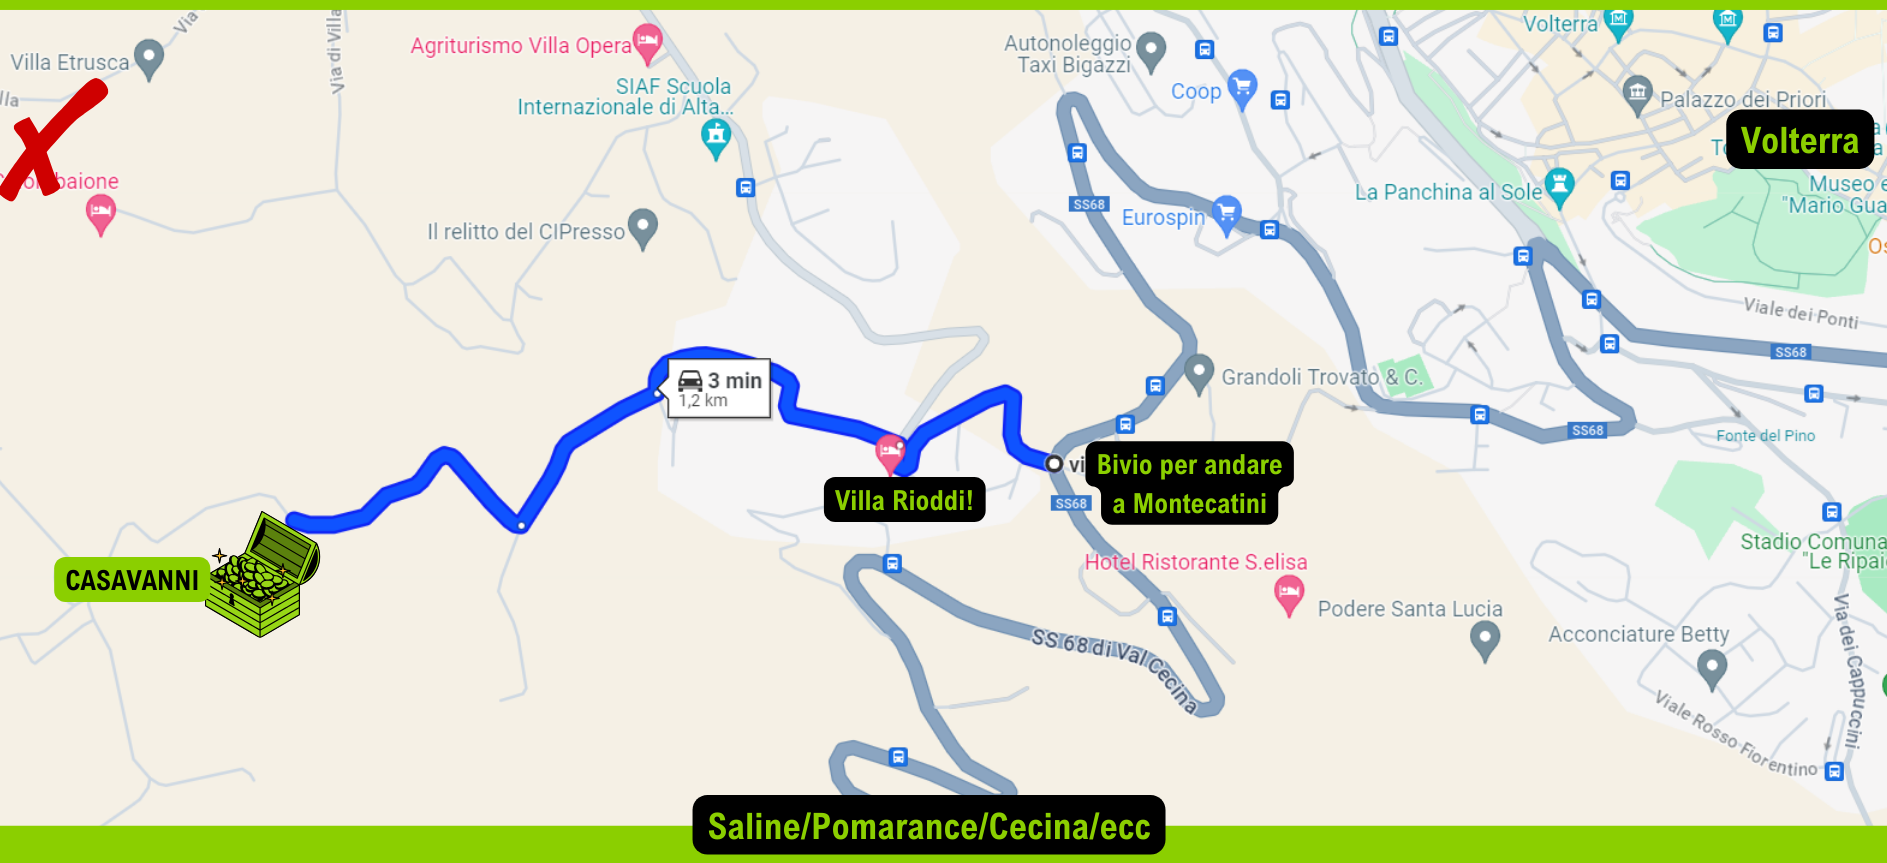 Villa Etrusca
Via
Via di Villa
Agriturismo Villa Opera
SIAF Scuola
Internazionale di Alta...
Autonoleggio
Taxi Bigazzi
Coop
Volterra
Palazzo dei Priori
Volterra
Museo e
"Mario Gua
Os
La Panchina al Sole
SS68
Eurospin
Il relitto del CIPresso
Viale dei Ponti
SS68
3 min
1,2 km
Grandoli Trovato & C.
SS68
Fonte del Pino
Villa Rioddi!
vi
Bivio per andare
a Montecatini
SS68
Stadio Comuna
"Le Ripai
Hotel Ristorante S.elisa
CASAVANNI
Podere Santa Lucia
Acconciature Betty
SS 68 di Val Cecina
Via dei Cappuccini
Viale Rosso Fiorentino
Saline/Pomarance/Cecina/ecc